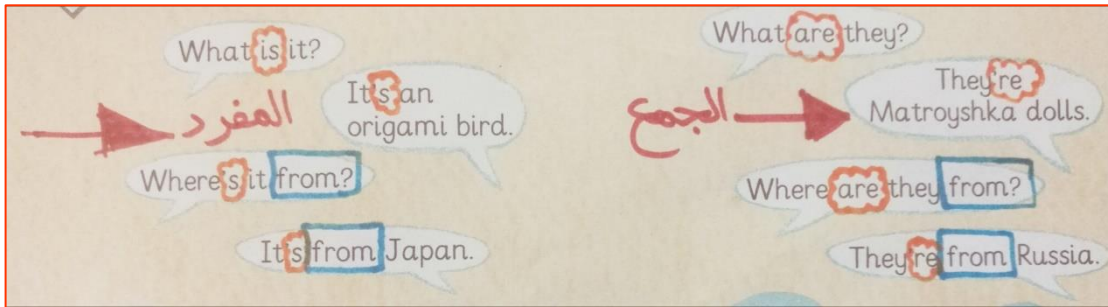 What is it?
It's an
origami bird.
المفرد
Where's it from?
It's from Japan.
What are they?
They're
Matroyshka dolls.
الجمع
Where are they from?
They're from Russia.